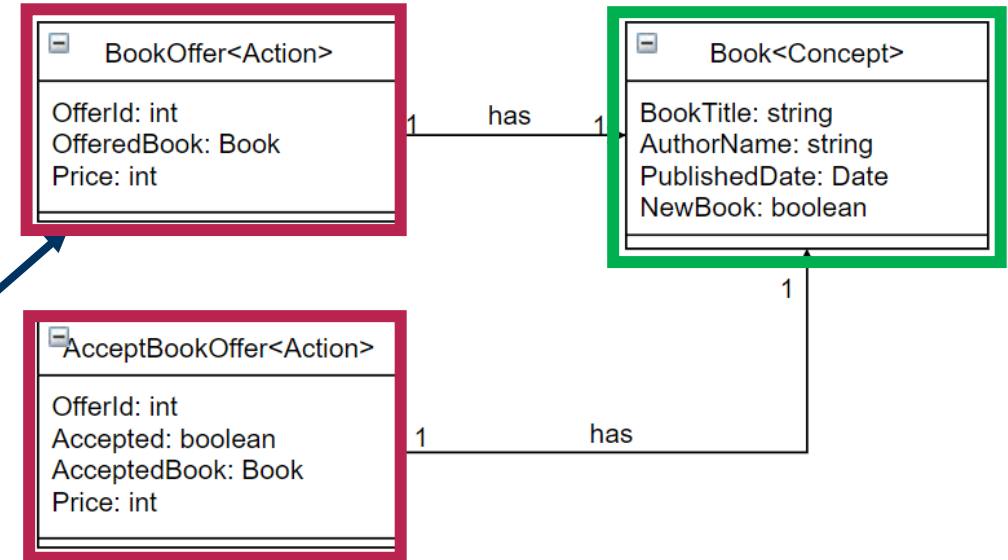 BookOffer<Action>
OfferId: int
OfferedBook: Book
Price: int
1 has 1
Book<Concept>
BookTitle: string
AuthorName: string
PublishedDate: Date
NewBook: boolean
1
AcceptBookOffer<Action>
OfferId: int
Accepted: boolean
AcceptedBook: Book
Price: int
1 has